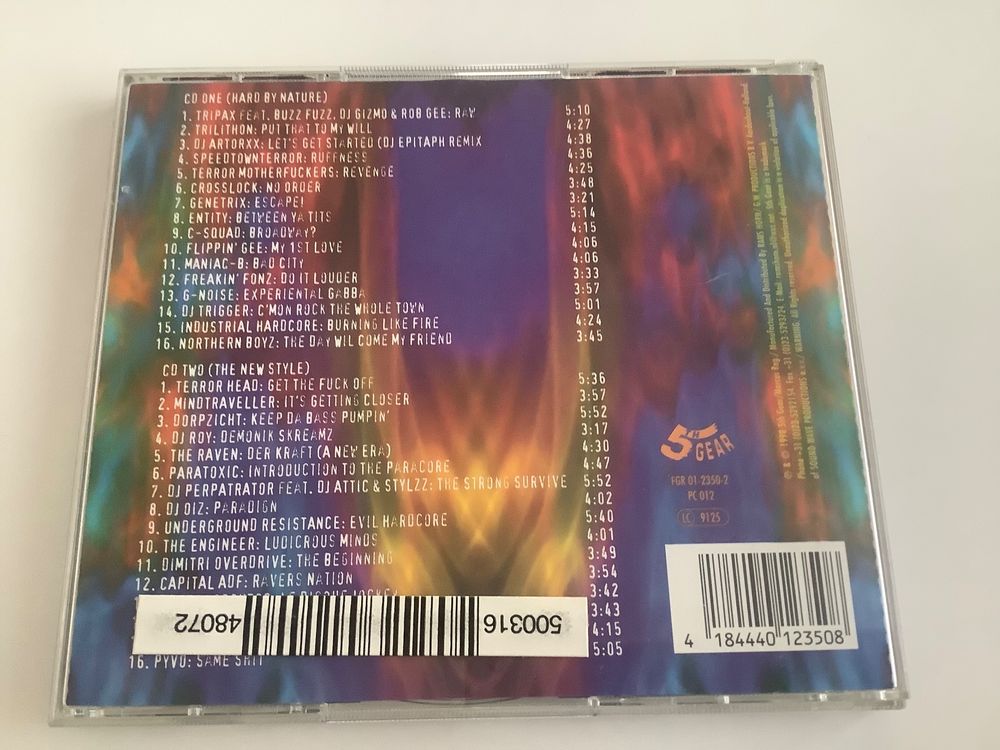 CD ONE (HARD BY NATURE)
1. TRIPAX FEAT. BUZZ FUZZ, DJ GIZMO & ROB GEE: RAW 5:10
2. TRILITHON: PUT THAT TO MY WILL 4:27
3. DJ ARTORXX: LET'S GET STARTED (DJ EPITAPH REMIX 4:38
4. SPEEDTOWNTERROR: RUFFNESS 4:36
5. TERROR MOTHERFUCKERS: REVENGE 4:25
6. CROSSLOCK: NO ORDER 3:48
7. GENETRIX: ESCAPE! 3:21
8. ENTITY: BETWEEN YA TITS 5:14
9. C-SQUAD: BROADWAY? 4:15
10. FLIPPIN' GEE: MY 1ST LOVE 4:06
11. MANIAC-B: BAD CITY 4:06
12. FREAKIN' FONZ: DO IT LOUDER 3:33
13. G-NOISE: EXPERIENTAL GABBA 3:57
14. DJ TRIGGER: C'MON ROCK THE WHOLE TOWN 5:01
15. INDUSTRIAL HARDCORE: BURNING LIKE FIRE 4:24
16. NORTHERN BOYZ: THE DAY WIL COME MY FRIEND 3:45
CD TWO (THE NEW STYLE)
1. TERROR HEAD: GET THE FUCK OFF 5:36
2. MINDTRAVELLER: IT'S GETTING CLOSER 3:57
3. DORPZICHT: KEEP DA BASS PUMPIN' 5:52
4. DJ ROY: DEMONIK SKREAMZ 3:17
5. THE RAVEN: DER KRAFT (A NEW ERA) 4:30
6. PARATOXIC: INTRODUCTION TO THE PARACORE 4:47
7. DJ PERPATRATOR FEAT. DJ ATTIC & STYLZZ: THE STRONG SURVIVE 5:52
8. DJ OIZ: PARADIGN 4:02
9. UNDERGROUND RESISTANCE: EVIL HARDCORE 5:40
10. THE ENGINEER: LUDICROUS MINDS 4:01
11. DIMITRI OVERDRIVE: THE BEGINNING 3:49
12. CAPITAL ADF: RAVERS NATION 3:54
3:42
3:43
4:15
16. PYVO: SAME SHIT 5:05
500316 48072
5TH GEAR
FGR 01-2350-2
PC 012
LC 9125
4 184440 123508